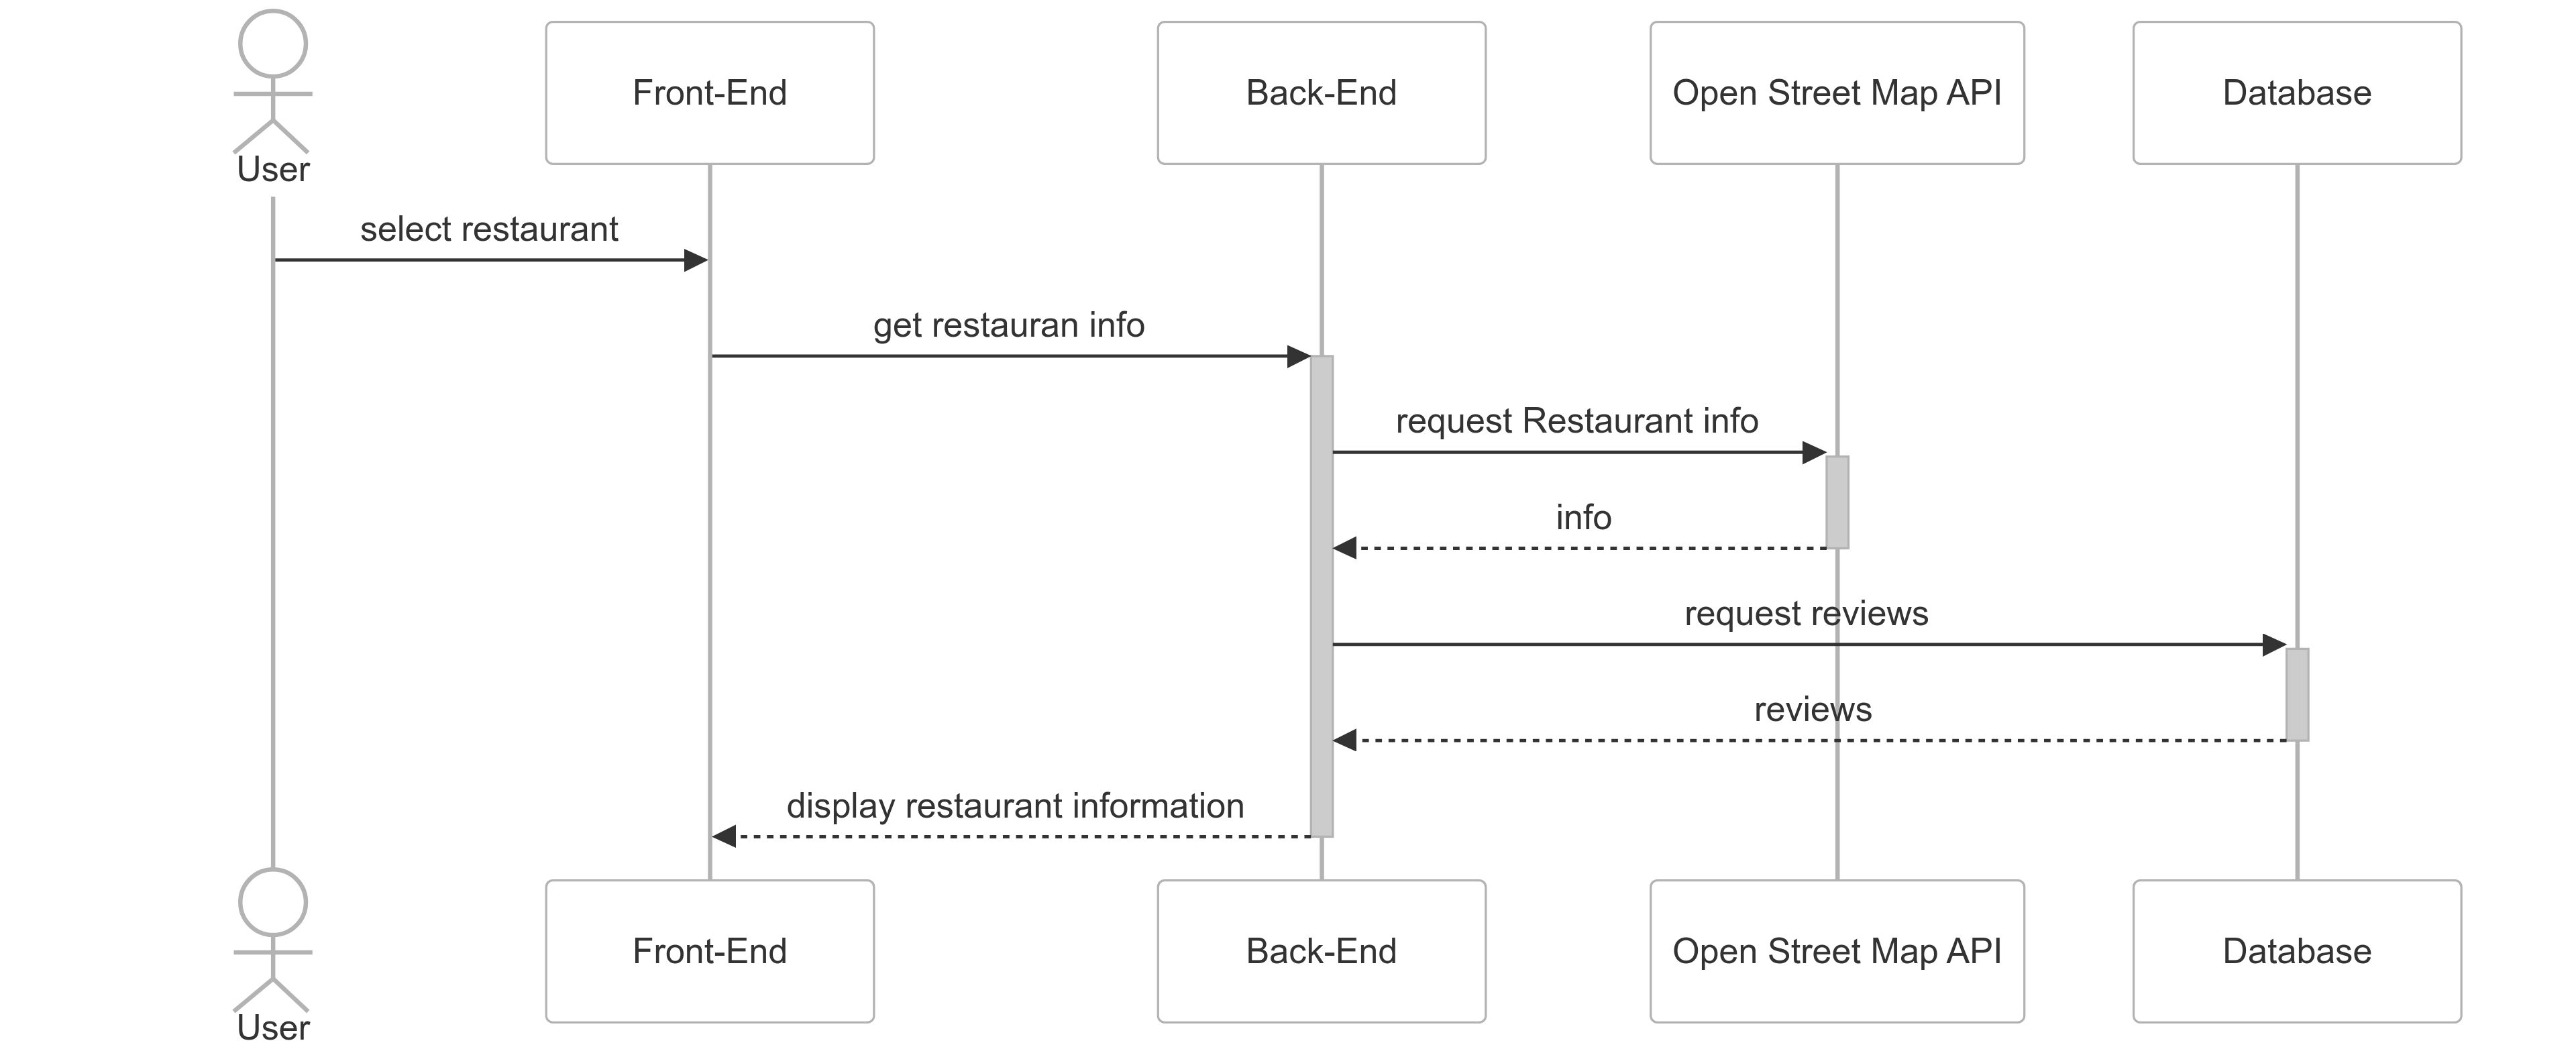 User
Front-End
Back-End
Open Street Map API
Database
select restaurant
get restauran info
request Restaurant info
info
request reviews
reviews
display restaurant information
User
Front-End
Back-End
Open Street Map API
Database